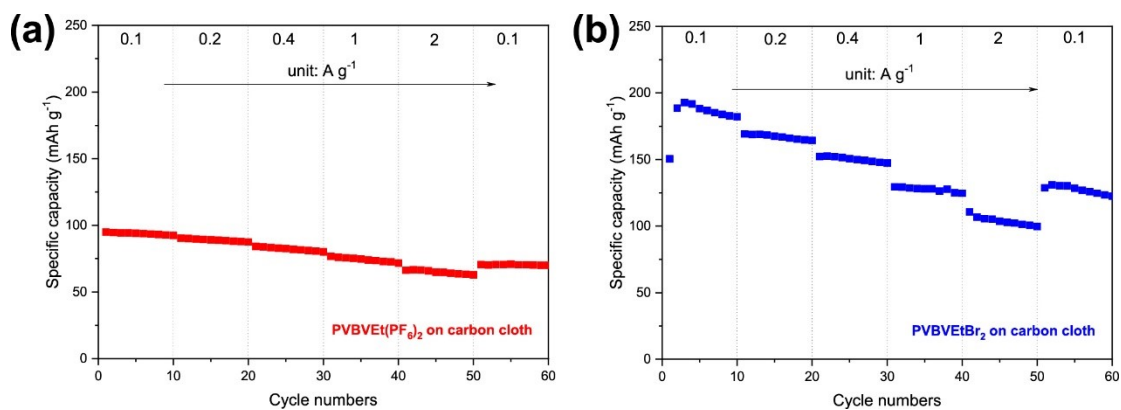 (a)
250
0.1 0.2 0.4 1 2 0.1
unit: A g⁻¹
200
150
100
50
0
Specific capacity (mAh g⁻¹)
PVBVEt(PF₆)₂ on carbon cloth
0 10 20 30 40 50 60
Cycle numbers
(b)
250
0.1 0.2 0.4 1 2 0.1
unit: A g⁻¹
200
150
100
50
0
Specific capacity (mAh g⁻¹)
PVBVEtBr₂ on carbon cloth
0 10 20 30 40 50 60
Cycle numbers